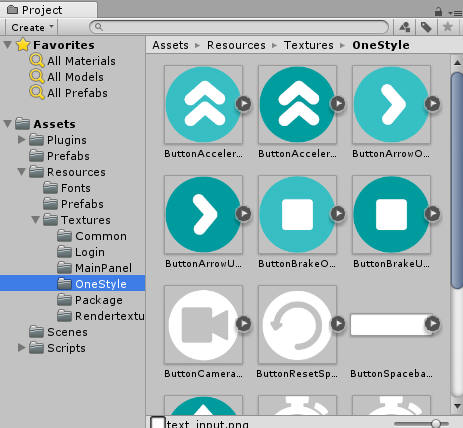 Project
Create
Favorites
All Materials
All Models
All Prefabs
Assets
Plugins
Prefabs
Resources
Fonts
Prefabs
Textures
Common
Login
MainPanel
OneStyle
Package
Rendertextu
Scenes
Scripts
Assets ▸ Resources ▸ Textures ▸ OneStyle
ButtonAcceler... ButtonAcceler... ButtonArrowO...
ButtonArrowU... ButtonBrakeO... ButtonBrakeU...
ButtonCamera... ButtonResetSp... ButtonSpaceba...
text_input.png